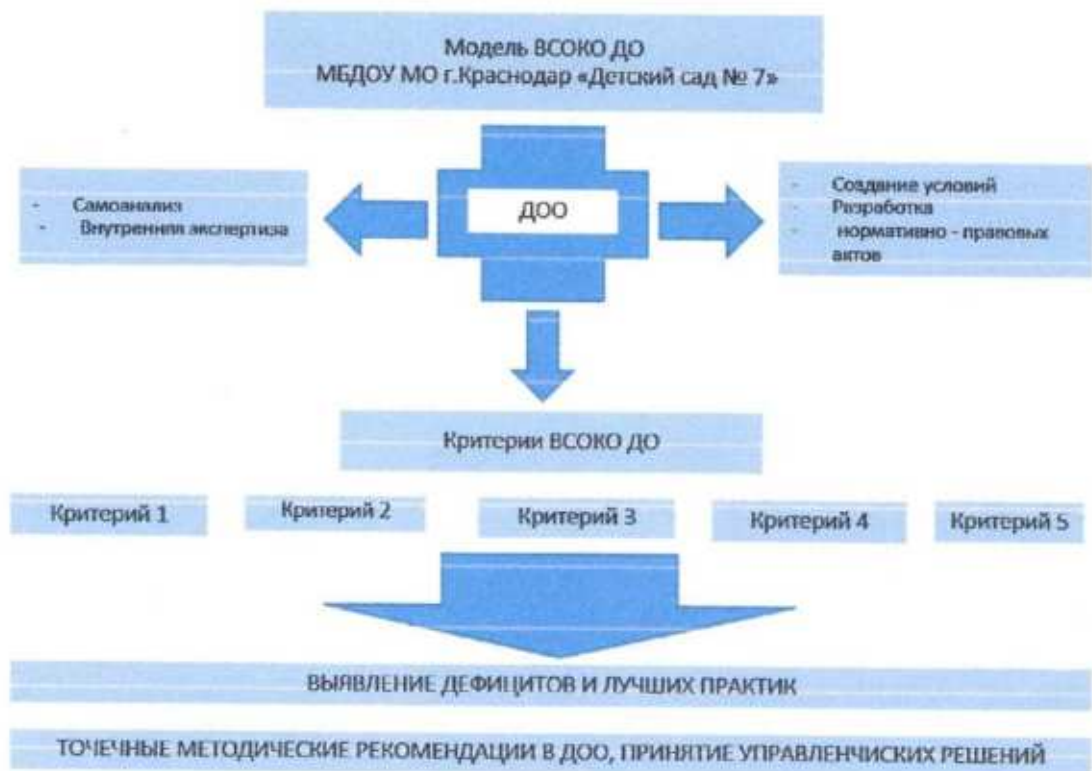 Модель ВСОКО ДО
МБДОУ МО г.Краснодар «Детский сад № 7»
- Самоанализ
- Внутренняя экспертиза
ДОО
- Создание условий
- Разработка
- нормативно - правовых
актов
Критерии ВСОКО ДО
Критерий 1
Критерий 2
Критерий 3
Критерий 4
Критерий 5
ВЫЯВЛЕНИЕ ДЕФИЦИТОВ И ЛУЧШИХ ПРАКТИК
ТОЧЕЧНЫЕ МЕТОДИЧЕСКИЕ РЕКОМЕНДАЦИИ В ДОО, ПРИНЯТИЕ УПРАВЛЕНЧИСКИХ РЕШЕНИЙ